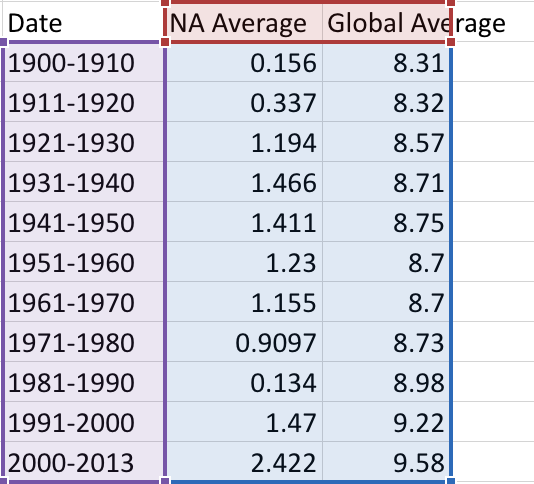 Date NA Average Global Average
1900-1910 0.156 8.31
1911-1920 0.337 8.32
1921-1930 1.194 8.57
1931-1940 1.466 8.71
1941-1950 1.411 8.75
1951-1960 1.23 8.7
1961-1970 1.155 8.7
1971-1980 0.9097 8.73
1981-1990 0.134 8.98
1991-2000 1.47 9.22
2000-2013 2.422 9.58